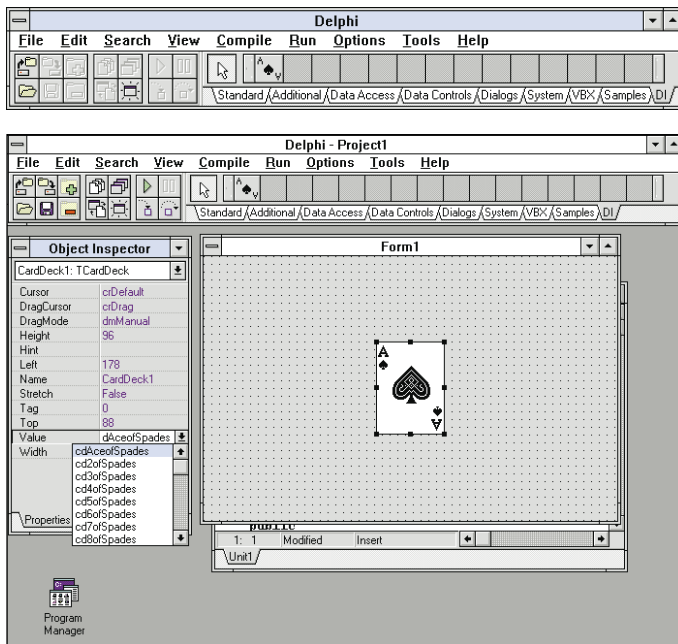 Delphi
File Edit Search View Compile Run Options Tools Help
A
Standard Additional Data Access Data Controls Dialogs System VBX Samples DI
Delphi - Project1
File Edit Search View Compile Run Options Tools Help
A
Standard Additional Data Access Data Controls Dialogs System VBX Samples DI
Object Inspector
CardDeck1: TCardDeck
Cursor crDefault
DragCursor crDrag
DragMode dmManual
Height 96
Hint
Left 178
Name CardDeck1
Stretch False
Tag 0
Top 88
Value dAceofSpades
Width
cdAceofSpades
cd2ofSpades
cd3ofSpades
cd4ofSpades
cd5ofSpades
cd6ofSpades
cd7ofSpades
cd8ofSpades
Properties
Form1
A
A
public
1: 1 Modified Insert
Unit1
Program
Manager